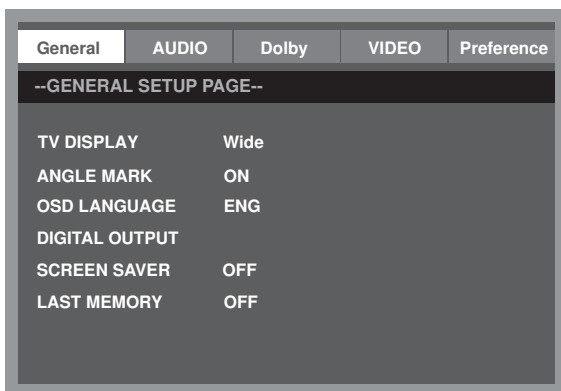 General AUDIO Dolby VIDEO Preference
--GENERAL SETUP PAGE--
TV DISPLAY Wide
ANGLE MARK ON
OSD LANGUAGE ENG
DIGITAL OUTPUT
SCREEN SAVER OFF
LAST MEMORY OFF